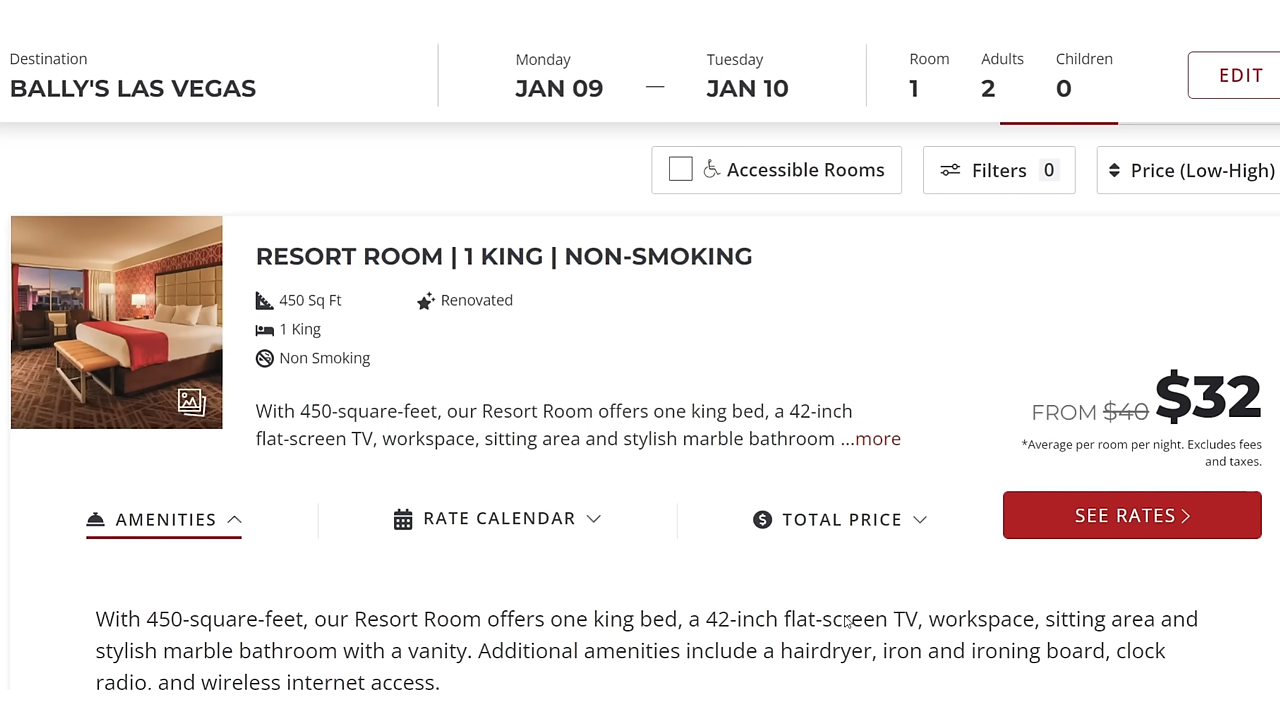 Destination
BALLY'S LAS VEGAS
Monday
JAN 09
—
Tuesday
JAN 10
Room
1
Adults
2
Children
0
EDIT
Accessible Rooms
Filters 0
Price (Low-High)
RESORT ROOM | 1 KING | NON-SMOKING
450 Sq Ft
Renovated
1 King
Non Smoking
With 450-square-feet, our Resort Room offers one king bed, a 42-inch
flat-screen TV, workspace, sitting area and stylish marble bathroom ...more
FROM $40 $32
*Average per room per night. Excludes fees
and taxes.
AMENITIES
RATE CALENDAR
TOTAL PRICE
SEE RATES
With 450-square-feet, our Resort Room offers one king bed, a 42-inch flat-screen TV, workspace, sitting area and
stylish marble bathroom with a vanity. Additional amenities include a hairdryer, iron and ironing board, clock
radio, and wireless internet access.